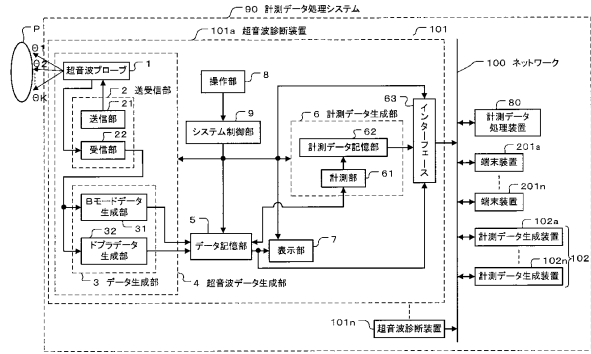 90 計測データ処理システム
101a 超音波診断装置
101
P
θ1
θ2
θK
超音波プローブ
1
2 送受信部
21
送信部
22
受信部
操作部
8
システム制御部
9
6 計測データ生成部
62
計測データ記憶部
計測部
61
63
インターフェース
100 ネットワーク
80
計測データ処理装置
201a
端末装置
201n
端末装置
102a
計測データ生成装置
102n
計測データ生成装置
102
Bモードデータ生成部
31
32
ドプラデータ生成部
3 データ生成部
4 超音波データ生成部
5
データ記憶部
表示部
7
101n
超音波診断装置